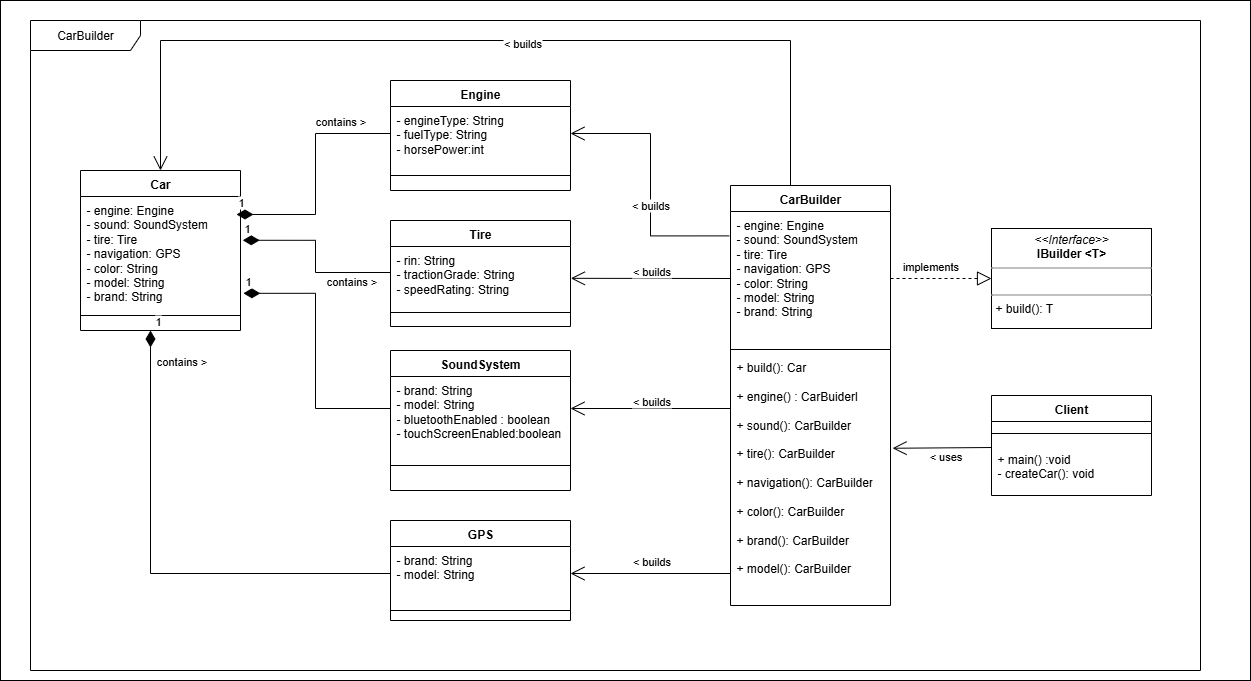 CarBuilder
< builds
Engine
- engineType: String
- fuelType: String
- horsePower:int
contains >
Car
- engine: Engine
- sound: SoundSystem
- tire: Tire
- navigation: GPS
- color: String
- model: String
- brand: String
1
1
1
1
contains >
contains >
Tire
- rin: String
- tractionGrade: String
- speedRating: String
SoundSystem
- brand: String
- model: String
- bluetoothEnabled : boolean
- touchScreenEnabled:boolean
GPS
- brand: String
- model: String
< builds
< builds
< builds
< builds
CarBuilder
- engine: Engine
- sound: SoundSystem
- tire: Tire
- navigation: GPS
- color: String
- model: String
- brand: String
+ build(): Car
+ engine() : CarBuiderl
+ sound(): CarBuilder
+ tire(): CarBuilder
+ navigation(): CarBuilder
+ color(): CarBuilder
+ brand(): CarBuilder
+ model(): CarBuilder
implements
<<Interface>>
IBuilder <T>
+ build(): T
< uses
Client
+ main() :void
- createCar(): void